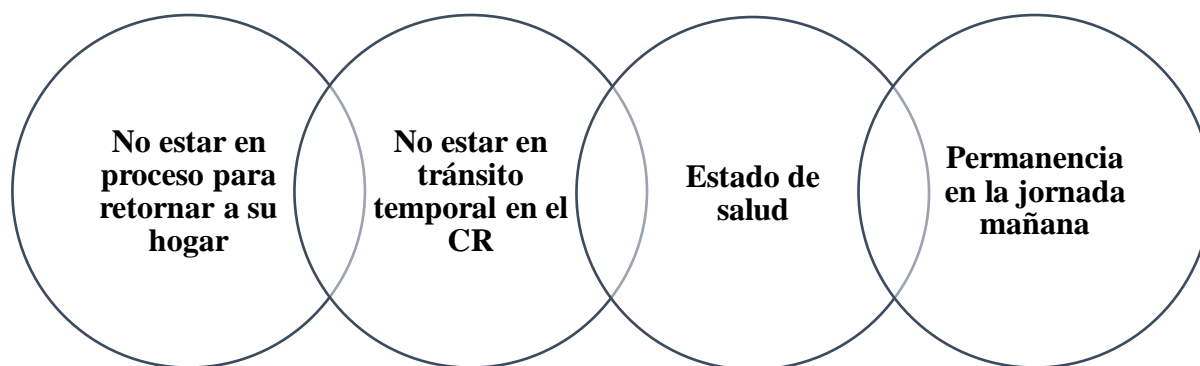 No estar en
proceso para
retornar a su
hogar
No estar en
tránsito
temporal en el
CR
Estado de
salud
Permanencia
en la jornada
mañana